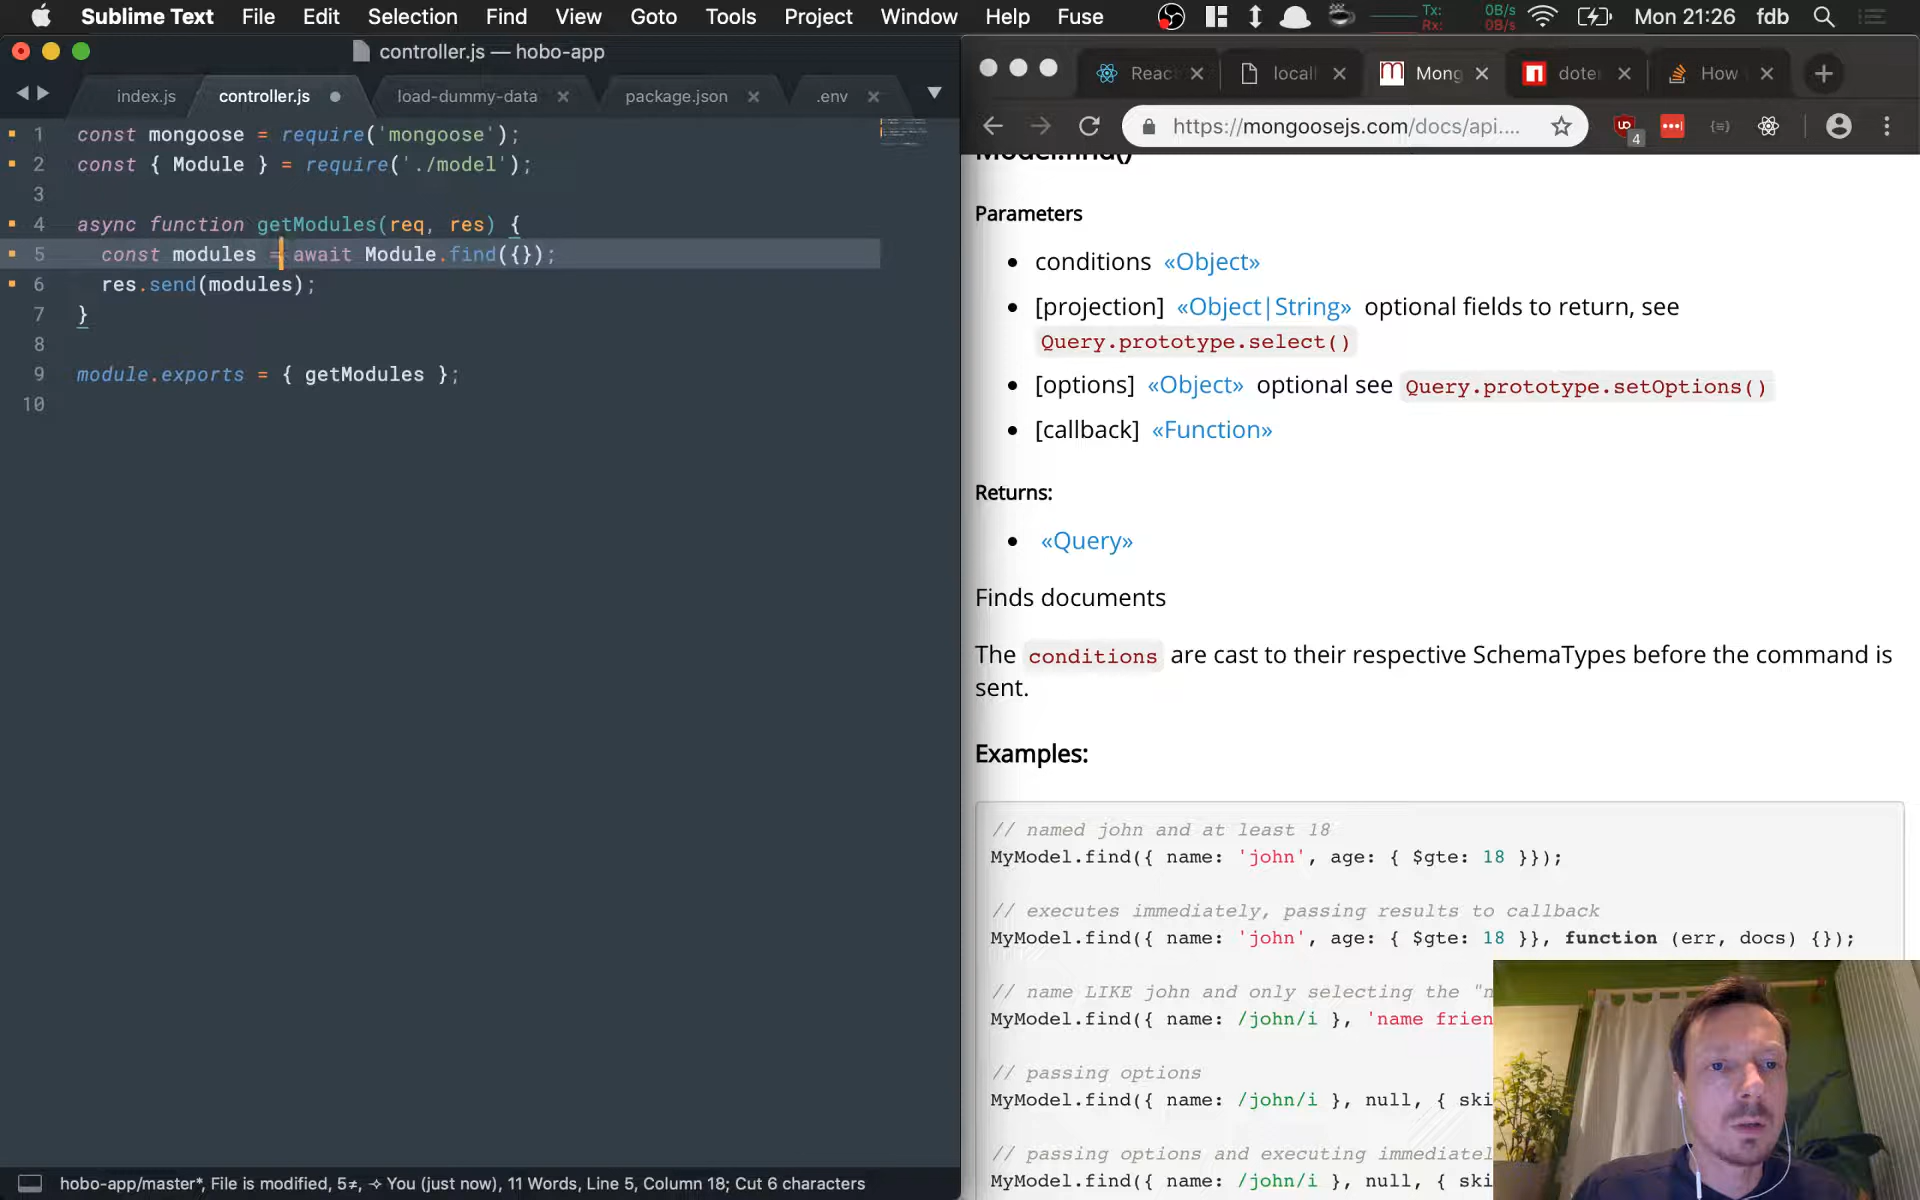 Sublime Text File Edit Selection Find View Goto Tools Project Window Help Fuse
Tx: 0B/s
Rx: 0B/s
Mon 21:26 fdb
controller.js — hobo-app
index.js controller.js load-dummy-data package.json .env
1 const mongoose = require('mongoose');
2 const { Module } = require('./model');
3
4 async function getModules(req, res) {
5 const modules = await Module.find({});
6 res.send(modules);
7 }
8
9 module.exports = { getModules };
10
hobo-app/master*, File is modified, 5≠, You (just now), 11 Words, Line 5, Column 18; Cut 6 characters
Reac locall Mong doter How
https://mongoosejs.com/docs/api....
4
Model.find()
Parameters
• conditions «Object»
• [projection] «Object|String» optional fields to return, see
Query.prototype.select()
• [options] «Object» optional see Query.prototype.setOptions()
• [callback] «Function»
Returns:
• «Query»
Finds documents
The conditions are cast to their respective SchemaTypes before the command is
sent.
Examples:
// named john and at least 18
MyModel.find({ name: 'john', age: { $gte: 18 }});
// executes immediately, passing results to callback
MyModel.find({ name: 'john', age: { $gte: 18 }}, function (err, docs) {});
// name LIKE john and only selecting the "n
MyModel.find({ name: /john/i }, 'name frien
// passing options
MyModel.find({ name: /john/i }, null, { ski
// passing options and executing immediatel
MyModel.find({ name: /john/i }, null, { ski